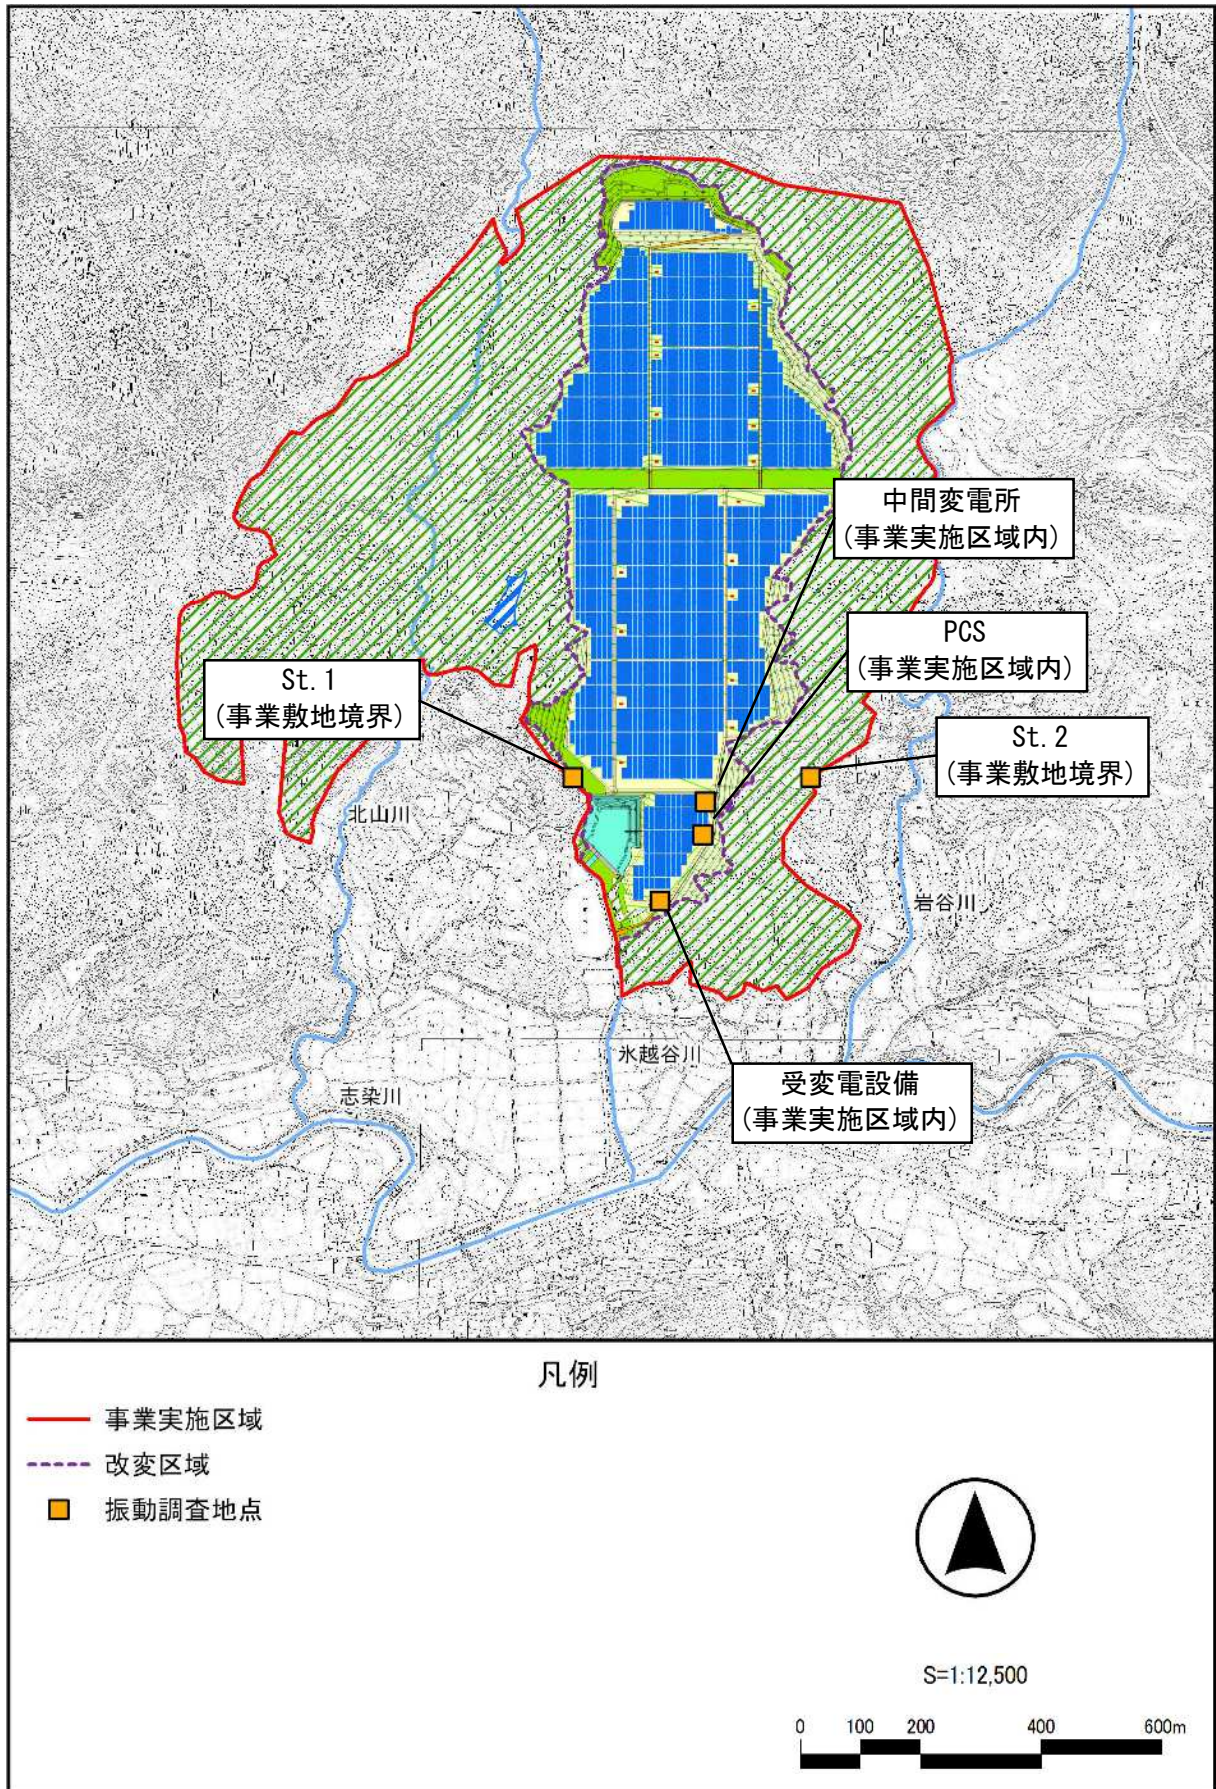 中間変電所
(事業実施区域内)
PCS
(事業実施区域内)
St.1
(事業敷地境界)
St.2
(事業敷地境界)
北山川
岩谷川
氷越谷川
受変電設備
(事業実施区域内)
志染川
凡例
事業実施区域
改変区域
振動調査地点
S=1:12,500
0 100 200 400 600m